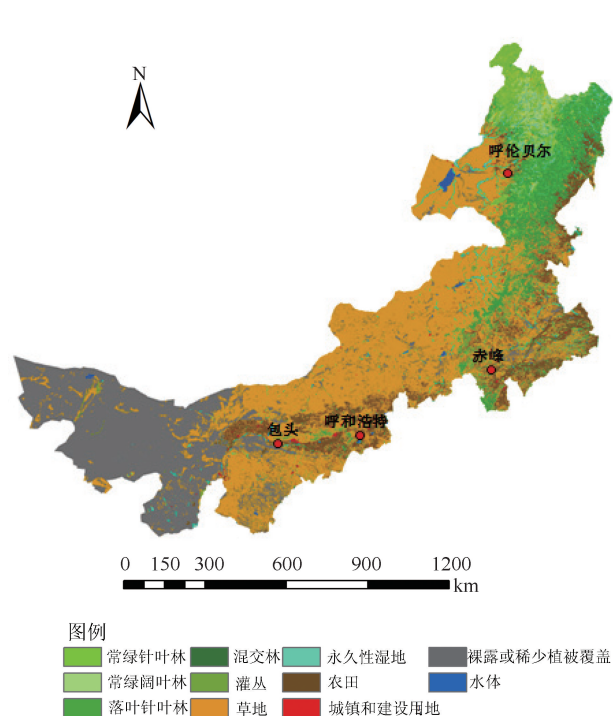 N
呼伦贝尔
赤峰
包头
呼和浩特
0 150 300 600 900 1200
km
图例
常绿针叶林 混交林 永久性湿地 裸露或稀少植被覆盖
常绿阔叶林 灌丛 农田 水体
落叶针叶林 草地 城镇和建设用地